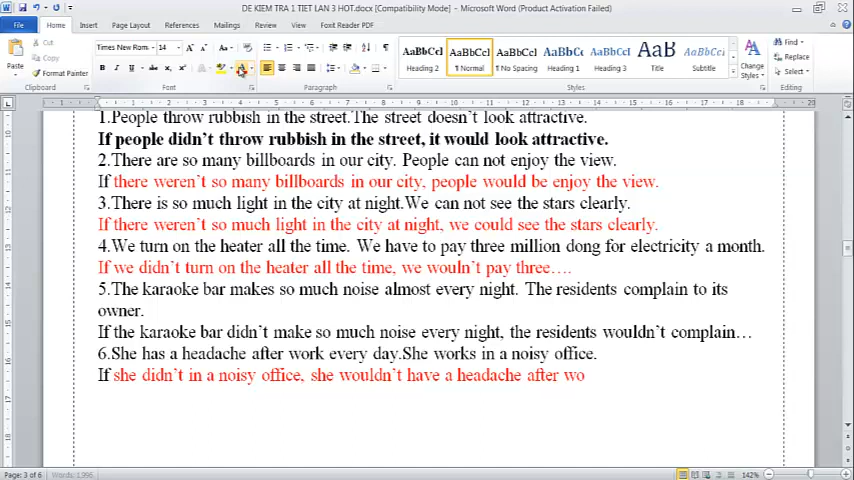 DE KIEM TRA 1 TIET LAN 3 HOT.docx [Compatibility Mode] - Microsoft Word (Product Activation Failed)
File Home Insert Page Layout References Mailings Review View Foxit Reader PDF
Paste Cut Copy Format Painter Clipboard
Times New Rom 14 Font
Paragraph
AaBbCcI Heading 2 AaBbCcI ¶ Normal AaBbCcI ¶ No Spacing AaBbCc Heading 1 AaBbCcI Heading 3 AaB Title AaBbCcI Subtitle Styles
Change Styles
Find Replace Select Editing
1.People throw rubbish in the street.The street doesn't look attractive.
If people didn't throw rubbish in the street, it would look attractive.
2.There are so many billboards in our city. People can not enjoy the view.
If there weren't so many billboards in our city, people would be enjoy the view.
3.There is so much light in the city at night.We can not see the stars clearly.
If there weren't so much light in the city at night, we could see the stars clearly.
4.We turn on the heater all the time. We have to pay three million dong for electricity a month.
If we didn't turn on the heater all the time, we wouln't pay three….
5.The karaoke bar makes so much noise almost every night. The residents complain to its
owner.
If the karaoke bar didn't make so much noise every night, the residents wouldn't complain…
6.She has a headache after work every day.She works in a noisy office.
If she didn't in a noisy office, she wouldn't have a headache after wo
Page: 3 of 6 Words: 1,996 142%